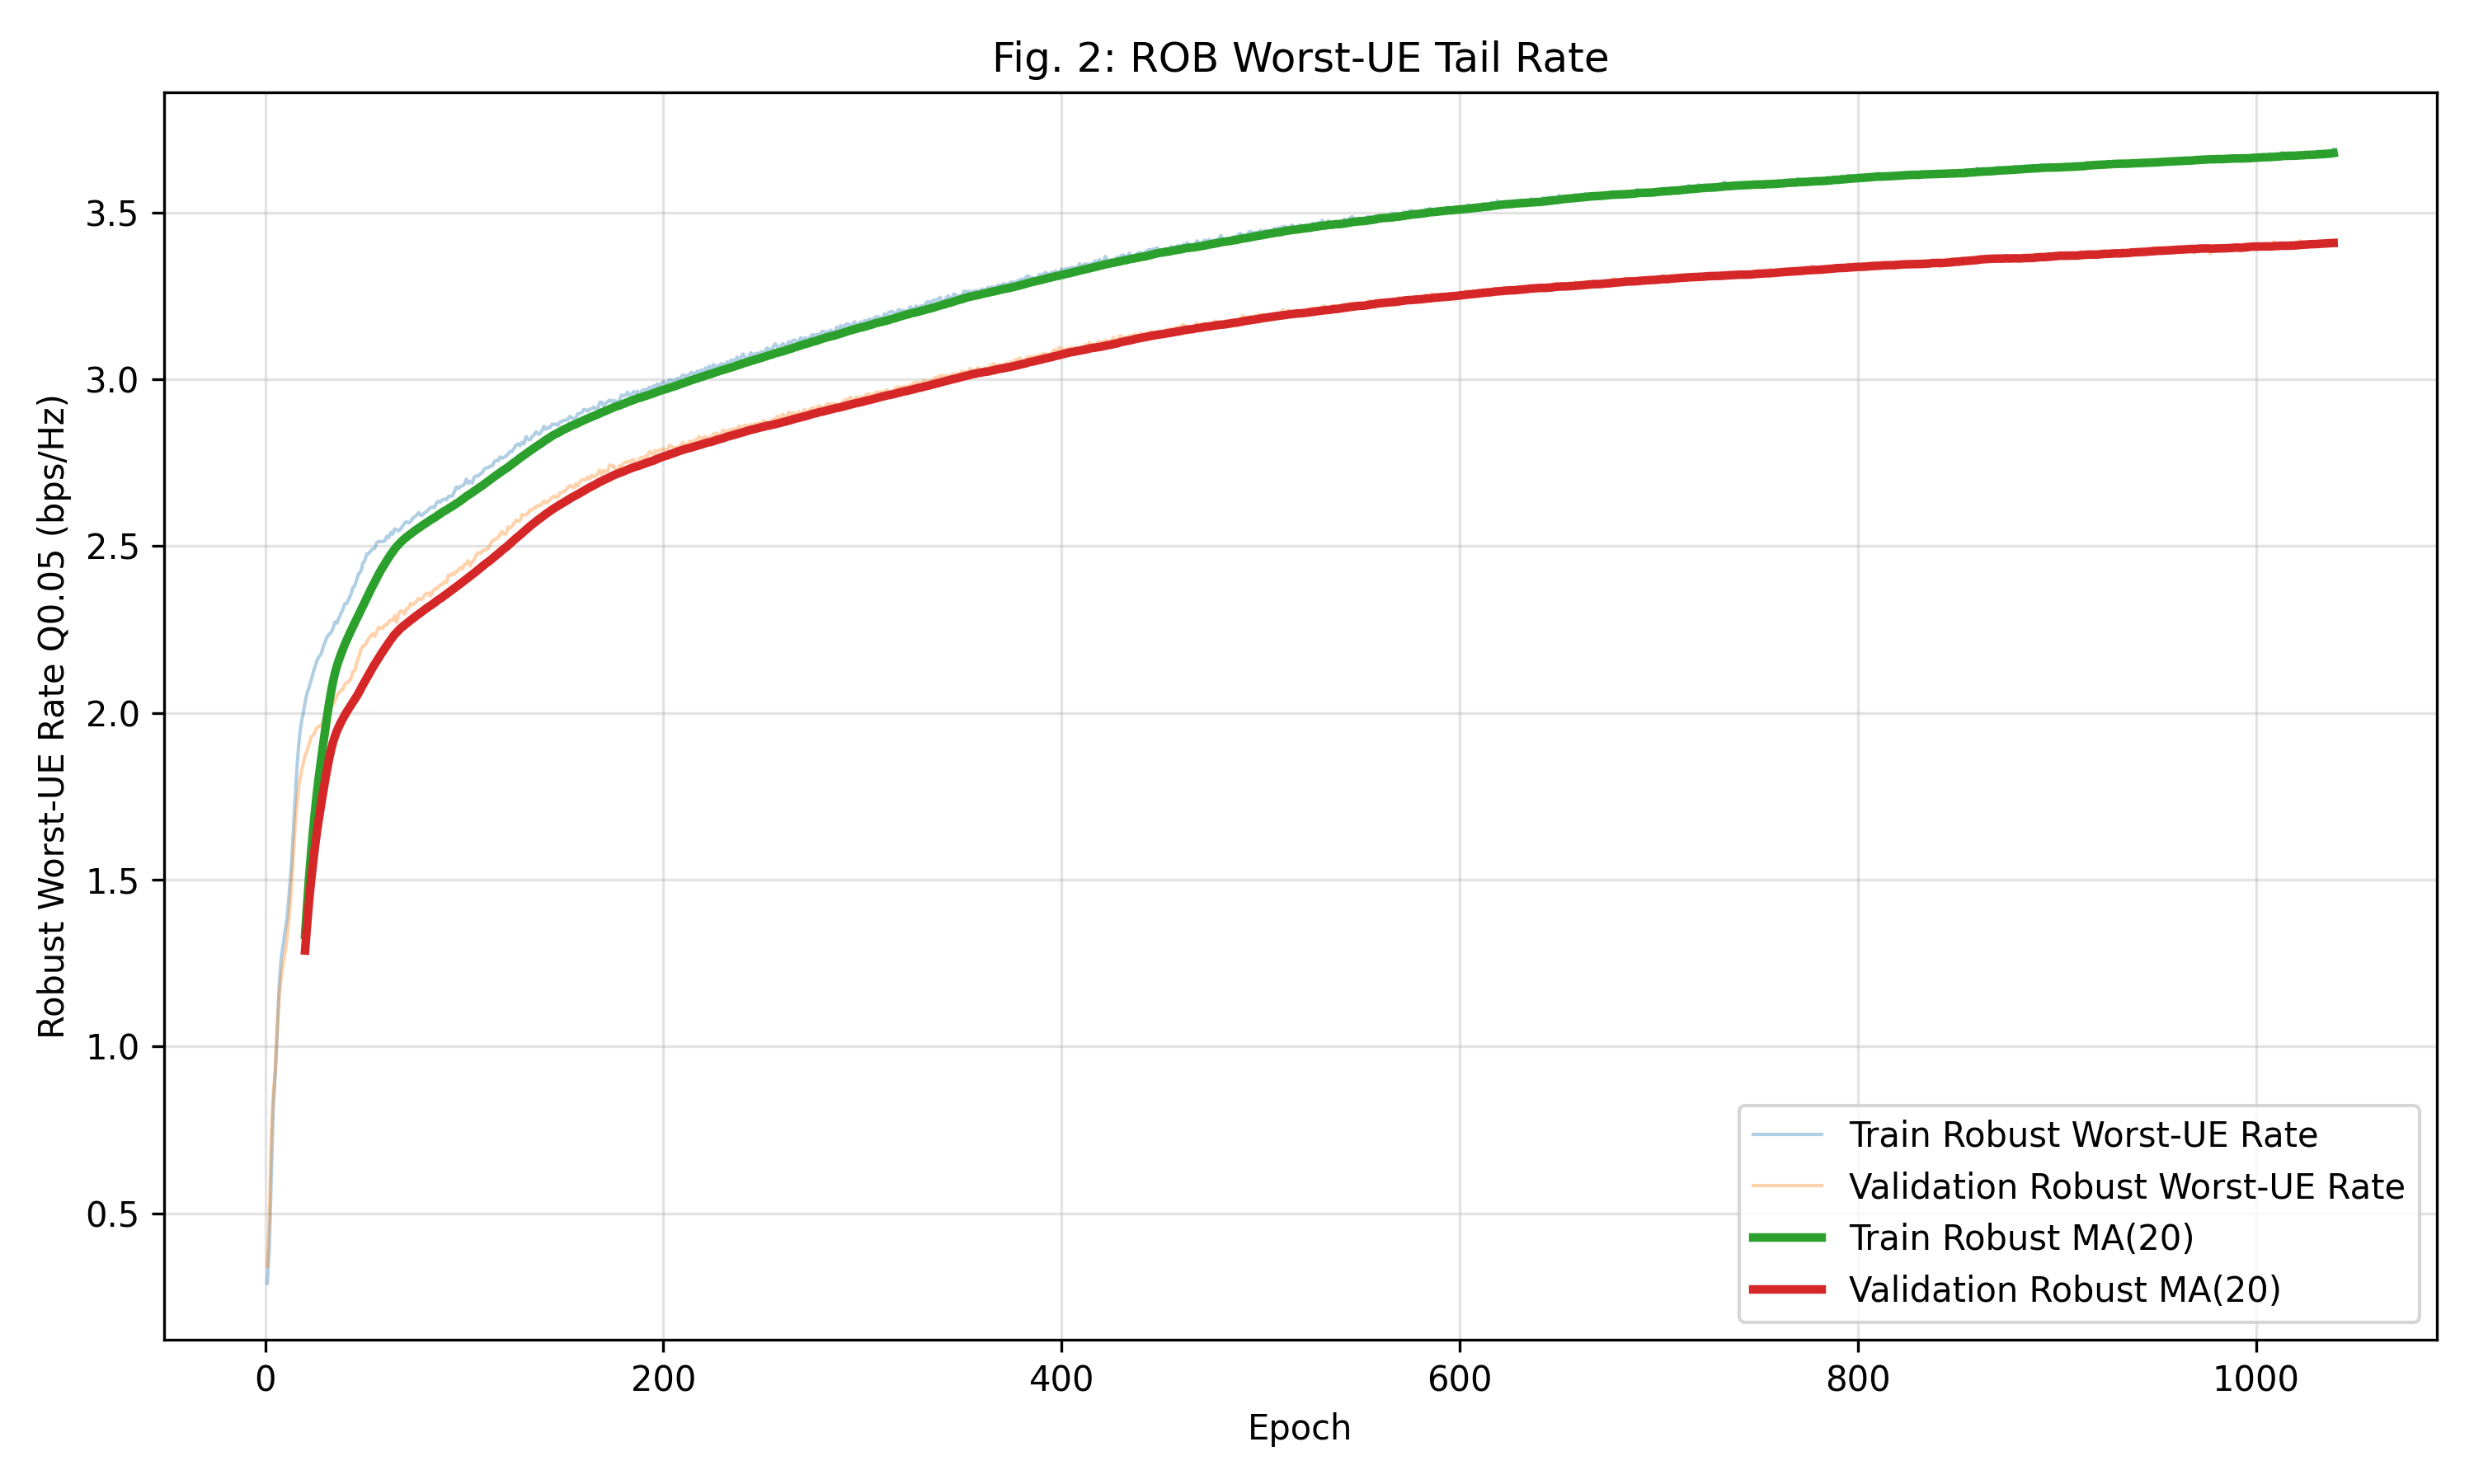 Fig. 2: ROB Worst-UE Tail Rate
Robust Worst-UE Rate Q0.05 (bps/Hz)
3.5
3.0
2.5
2.0
1.5
1.0
0.5
0 200 400 600 800 1000
Epoch
Train Robust Worst-UE Rate
Validation Robust Worst-UE Rate
Train Robust MA(20)
Validation Robust MA(20)